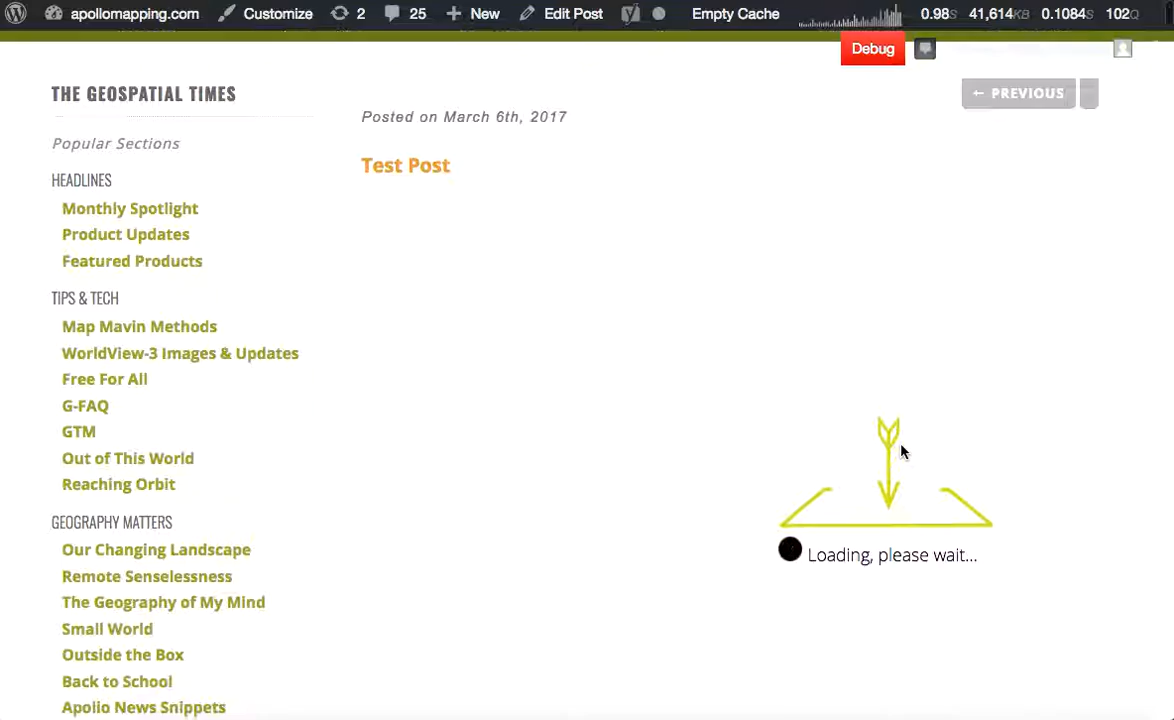 apollomapping.com Customize 2 25 New Edit Post Empty Cache 0.98S 41,614KB 0.1084S 102Q
Debug
THE GEOSPATIAL TIMES
← PREVIOUS
Posted on March 6th, 2017
Popular Sections
Test Post
HEADLINES
Monthly Spotlight
Product Updates
Featured Products
TIPS & TECH
Map Mavin Methods
WorldView-3 Images & Updates
Free For All
G-FAQ
GTM
Out of This World
Reaching Orbit
GEOGRAPHY MATTERS
Our Changing Landscape
Remote Senselessness
The Geography of My Mind
Small World
Outside the Box
Back to School
Apollo News Snippets
Loading, please wait...